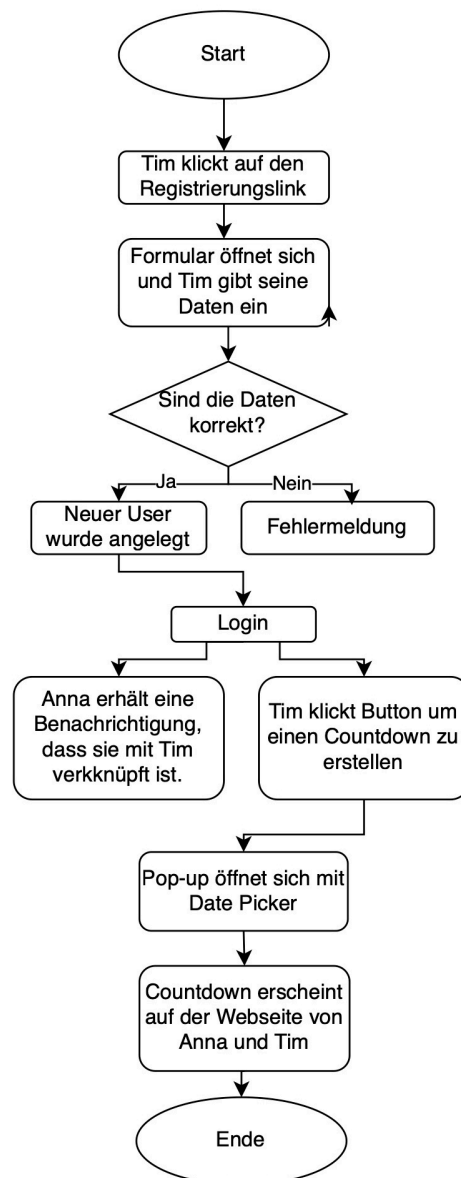 Start
Tim klickt auf den
Registrierungslink
Formular öffnet sich
und Tim gibt seine
Daten ein
Sind die Daten
korrekt?
Ja
Nein
Neuer User
wurde angelegt
Fehlermeldung
Login
Anna erhält eine
Benachrichtigung,
dass sie mit Tim
verkknüpft ist.
Tim klickt Button um
einen Countdown zu
erstellen
Pop-up öffnet sich mit
Date Picker
Countdown erscheint
auf der Webseite von
Anna und Tim
Ende